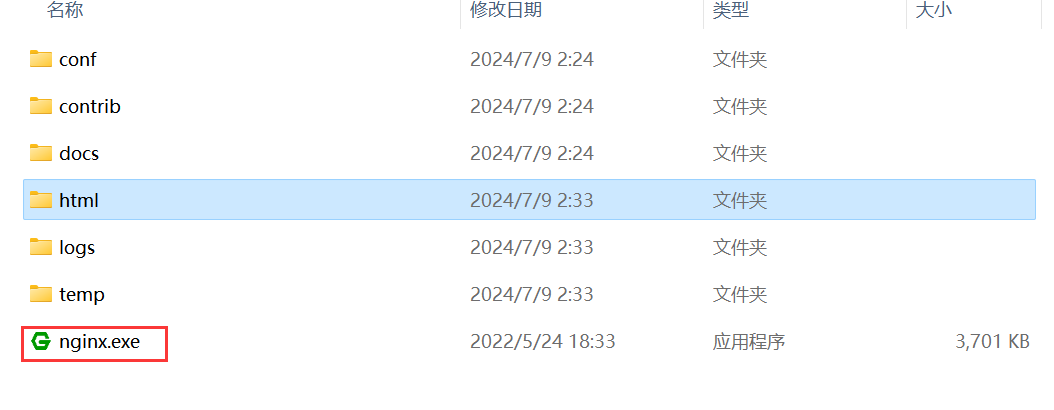 名称 修改日期 类型 大小
conf 2024/7/9 2:24 文件夹
contrib 2024/7/9 2:24 文件夹
docs 2024/7/9 2:24 文件夹
html 2024/7/9 2:33 文件夹
logs 2024/7/9 2:33 文件夹
temp 2024/7/9 2:33 文件夹
nginx.exe 2022/5/24 18:33 应用程序 3,701 KB